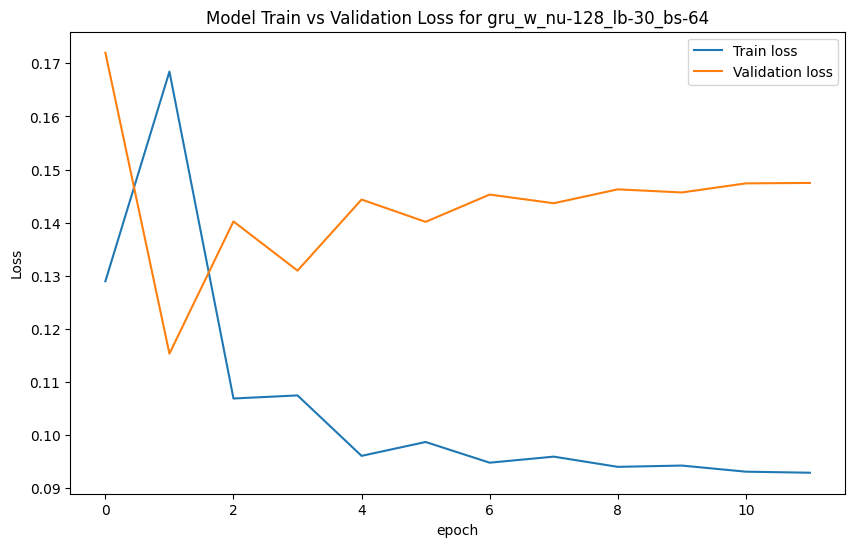 Model Train vs Validation Loss for gru_w_nu-128_lb-30_bs-64
Train loss
Validation loss
0.17
0.16
0.15
0.14
0.13
0.12
0.11
0.10
0.09
Loss
0 2 4 6 8 10
epoch